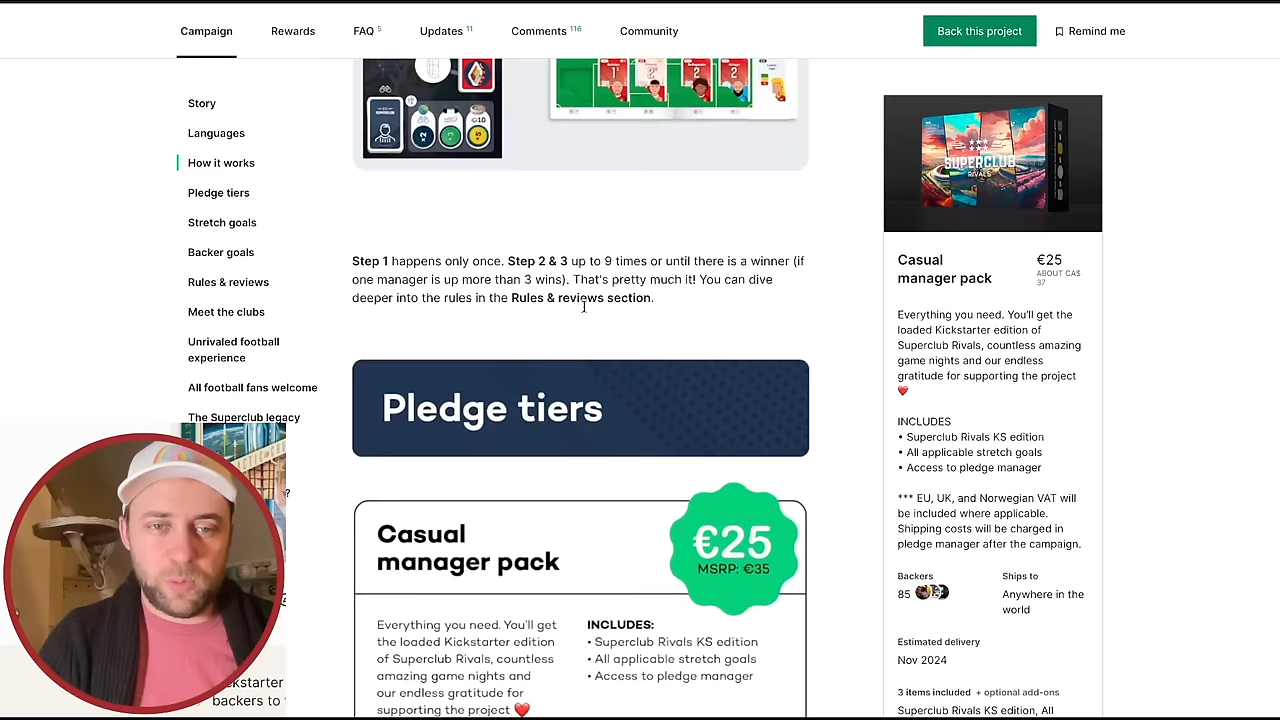 Campaign
Rewards
FAQ 5
Updates 11
Comments 116
Community
Back this project
Remind me
Story
Languages
How it works
Pledge tiers
Stretch goals
Backer goals
Rules & reviews
Meet the clubs
Unrivaled football
experience
All football fans welcome
The Superclub legacy
Step 1 happens only once. Step 2 & 3 up to 9 times or until there is a winner (if
one manager is up more than 3 wins). That's pretty much it! You can dive
deeper into the rules in the Rules & reviews section.
Pledge tiers
Casual
manager pack
€25
MSRP: €35
Everything you need. You'll get
the loaded Kickstarter edition
of Superclub Rivals, countless
amazing game nights and
our endless gratitude for
supporting the project ❤️
INCLUDES:
• Superclub Rivals KS edition
• All applicable stretch goals
• Access to pledge manager
SUPERCLUB
RIVALS
Casual
manager pack
€25
ABOUT CA$
37
Everything you need. You'll get the
loaded Kickstarter edition of
Superclub Rivals, countless amazing
game nights and our endless
gratitude for supporting the project
❤️
INCLUDES
• Superclub Rivals KS edition
• All applicable stretch goals
• Access to pledge manager
*** EU, UK, and Norwegian VAT will
be included where applicable.
Shipping costs will be charged in
pledge manager after the campaign.
Backers
85
Ships to
Anywhere in the
world
Estimated delivery
Nov 2024
3 items included + optional add-ons
Superclub Rivals KS edition, All
ckstarter
backers to